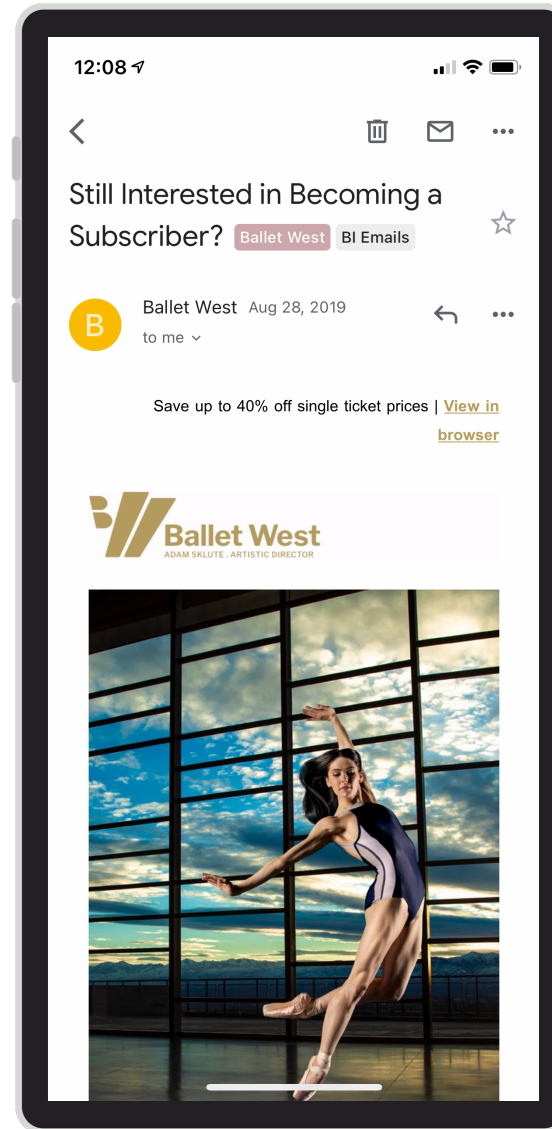 12:08
Still Interested in Becoming a
Subscriber? Ballet West BI Emails
B
Ballet West Aug 28, 2019
to me
Save up to 40% off single ticket prices | View in
browser
BW
Ballet West
ADAM SKLUTE . ARTISTIC DIRECTOR